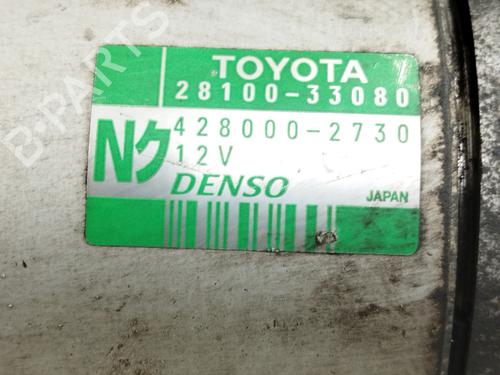 TOYOTA
28100-33080
Nク
428000-2730
12V
DENSO
JAPAN
B-PARTS